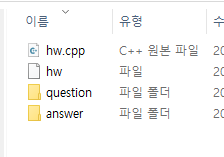 이름 유형 수
hw.cpp C++ 원본 파일 20
hw 파일 20
question 파일 폴더 20
answer 파일 폴더 20